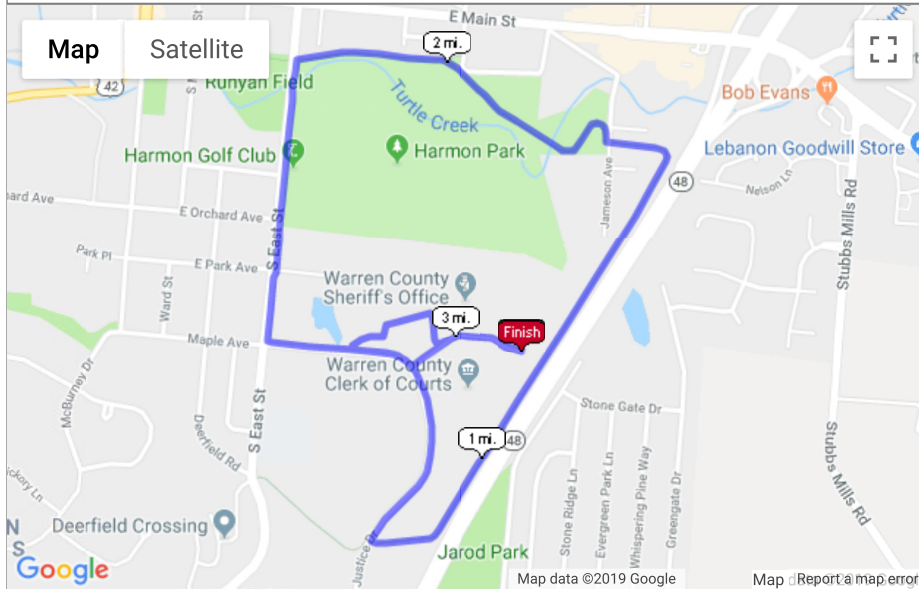 Map
Satellite
E Main St
2 mi.
42
Runyan Field
Turtle Creek
Bob Evans
Harmon Golf Club
Harmon Park
Lebanon Goodwill Store
48
Nelson Ln
Jameson Ave
Stubbs Mills Rd
E Orchard Ave
S East St
Park Pl
E Park Ave
Ward St
Warren County
Sheriff's Office
3 mi.
Finish
Maple Ave
Warren County
Clerk of Courts
McBurney Dr
Deerfield Rd
S East St
Stone Gate Dr
1 mi.
48
Stone Ridge Ln
Evergreen Park Ln
Whispering Pine Way
Greengate Dr
Stubbs Mills Rd
Deerfield Crossing
Justice Dr
Jarod Park
Google
Map data ©2019 Google
Map
Report a map error